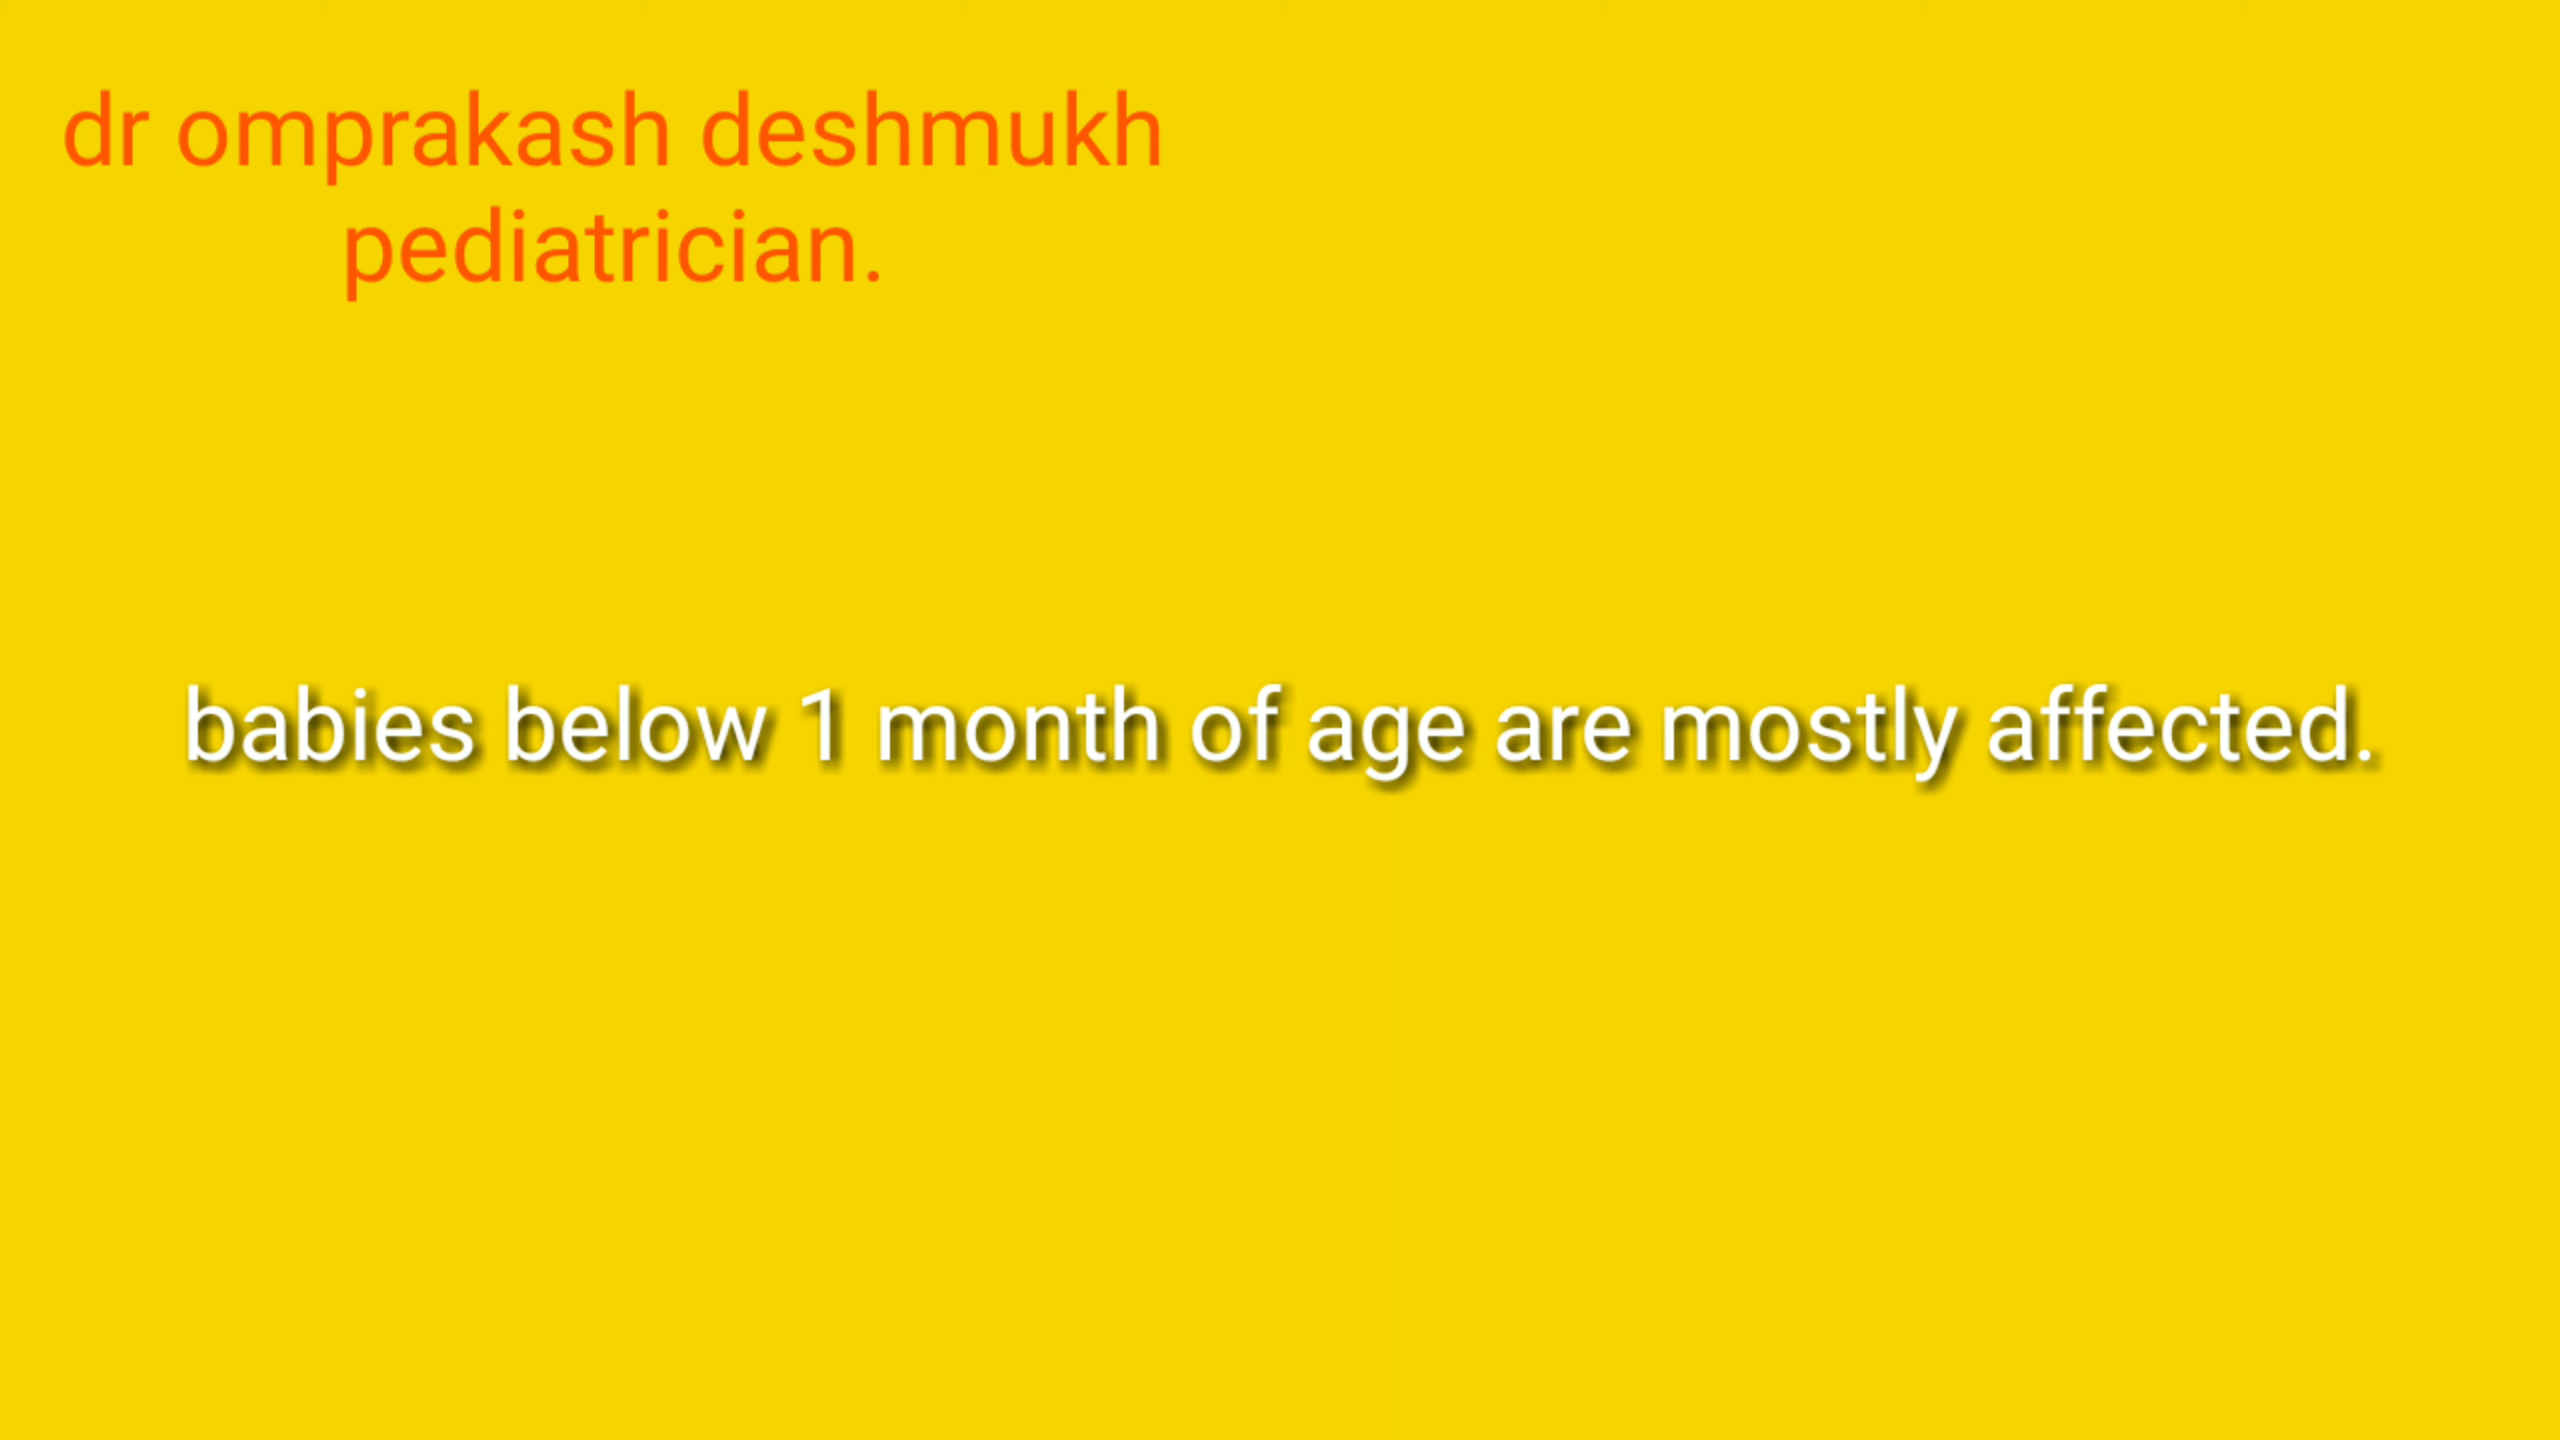 dr omprakash deshmukh
pediatrician.
babies below 1 month of age are mostly affected.